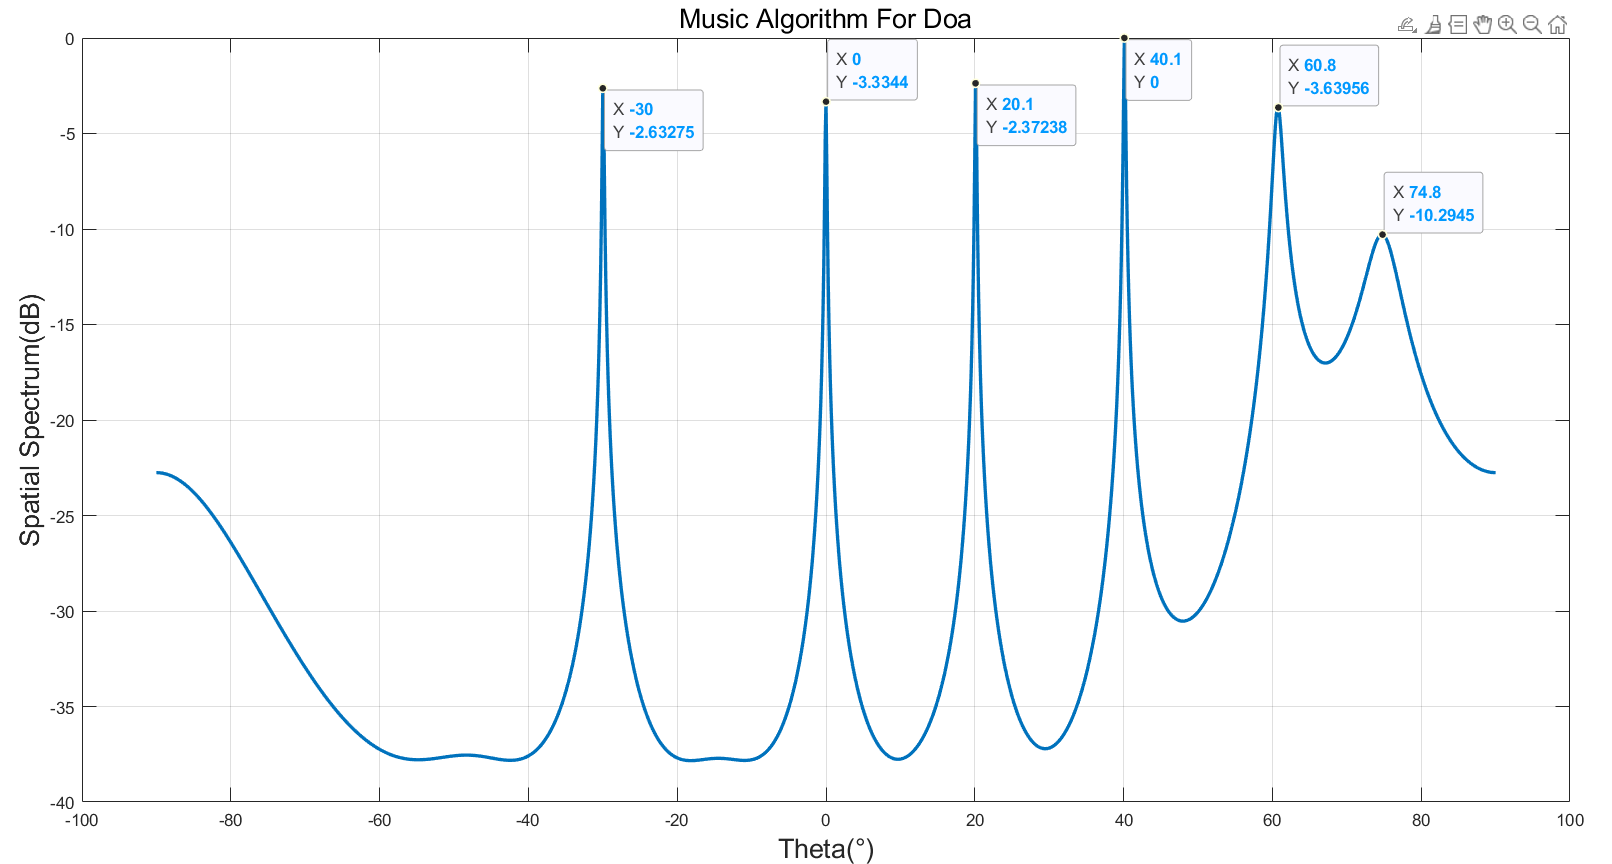 Music Algorithm For Doa
X 0
Y -3.3344
X 40.1
Y 0
X 60.8
Y -3.63956
X -30
Y -2.63275
X 20.1
Y -2.37238
X 74.8
Y -10.2945
0
-5
-10
-15
-20
-25
-30
-35
-40
Spatial Spectrum(dB)
-100 -80 -60 -40 -20 0 20 40 60 80 100
Theta(°)